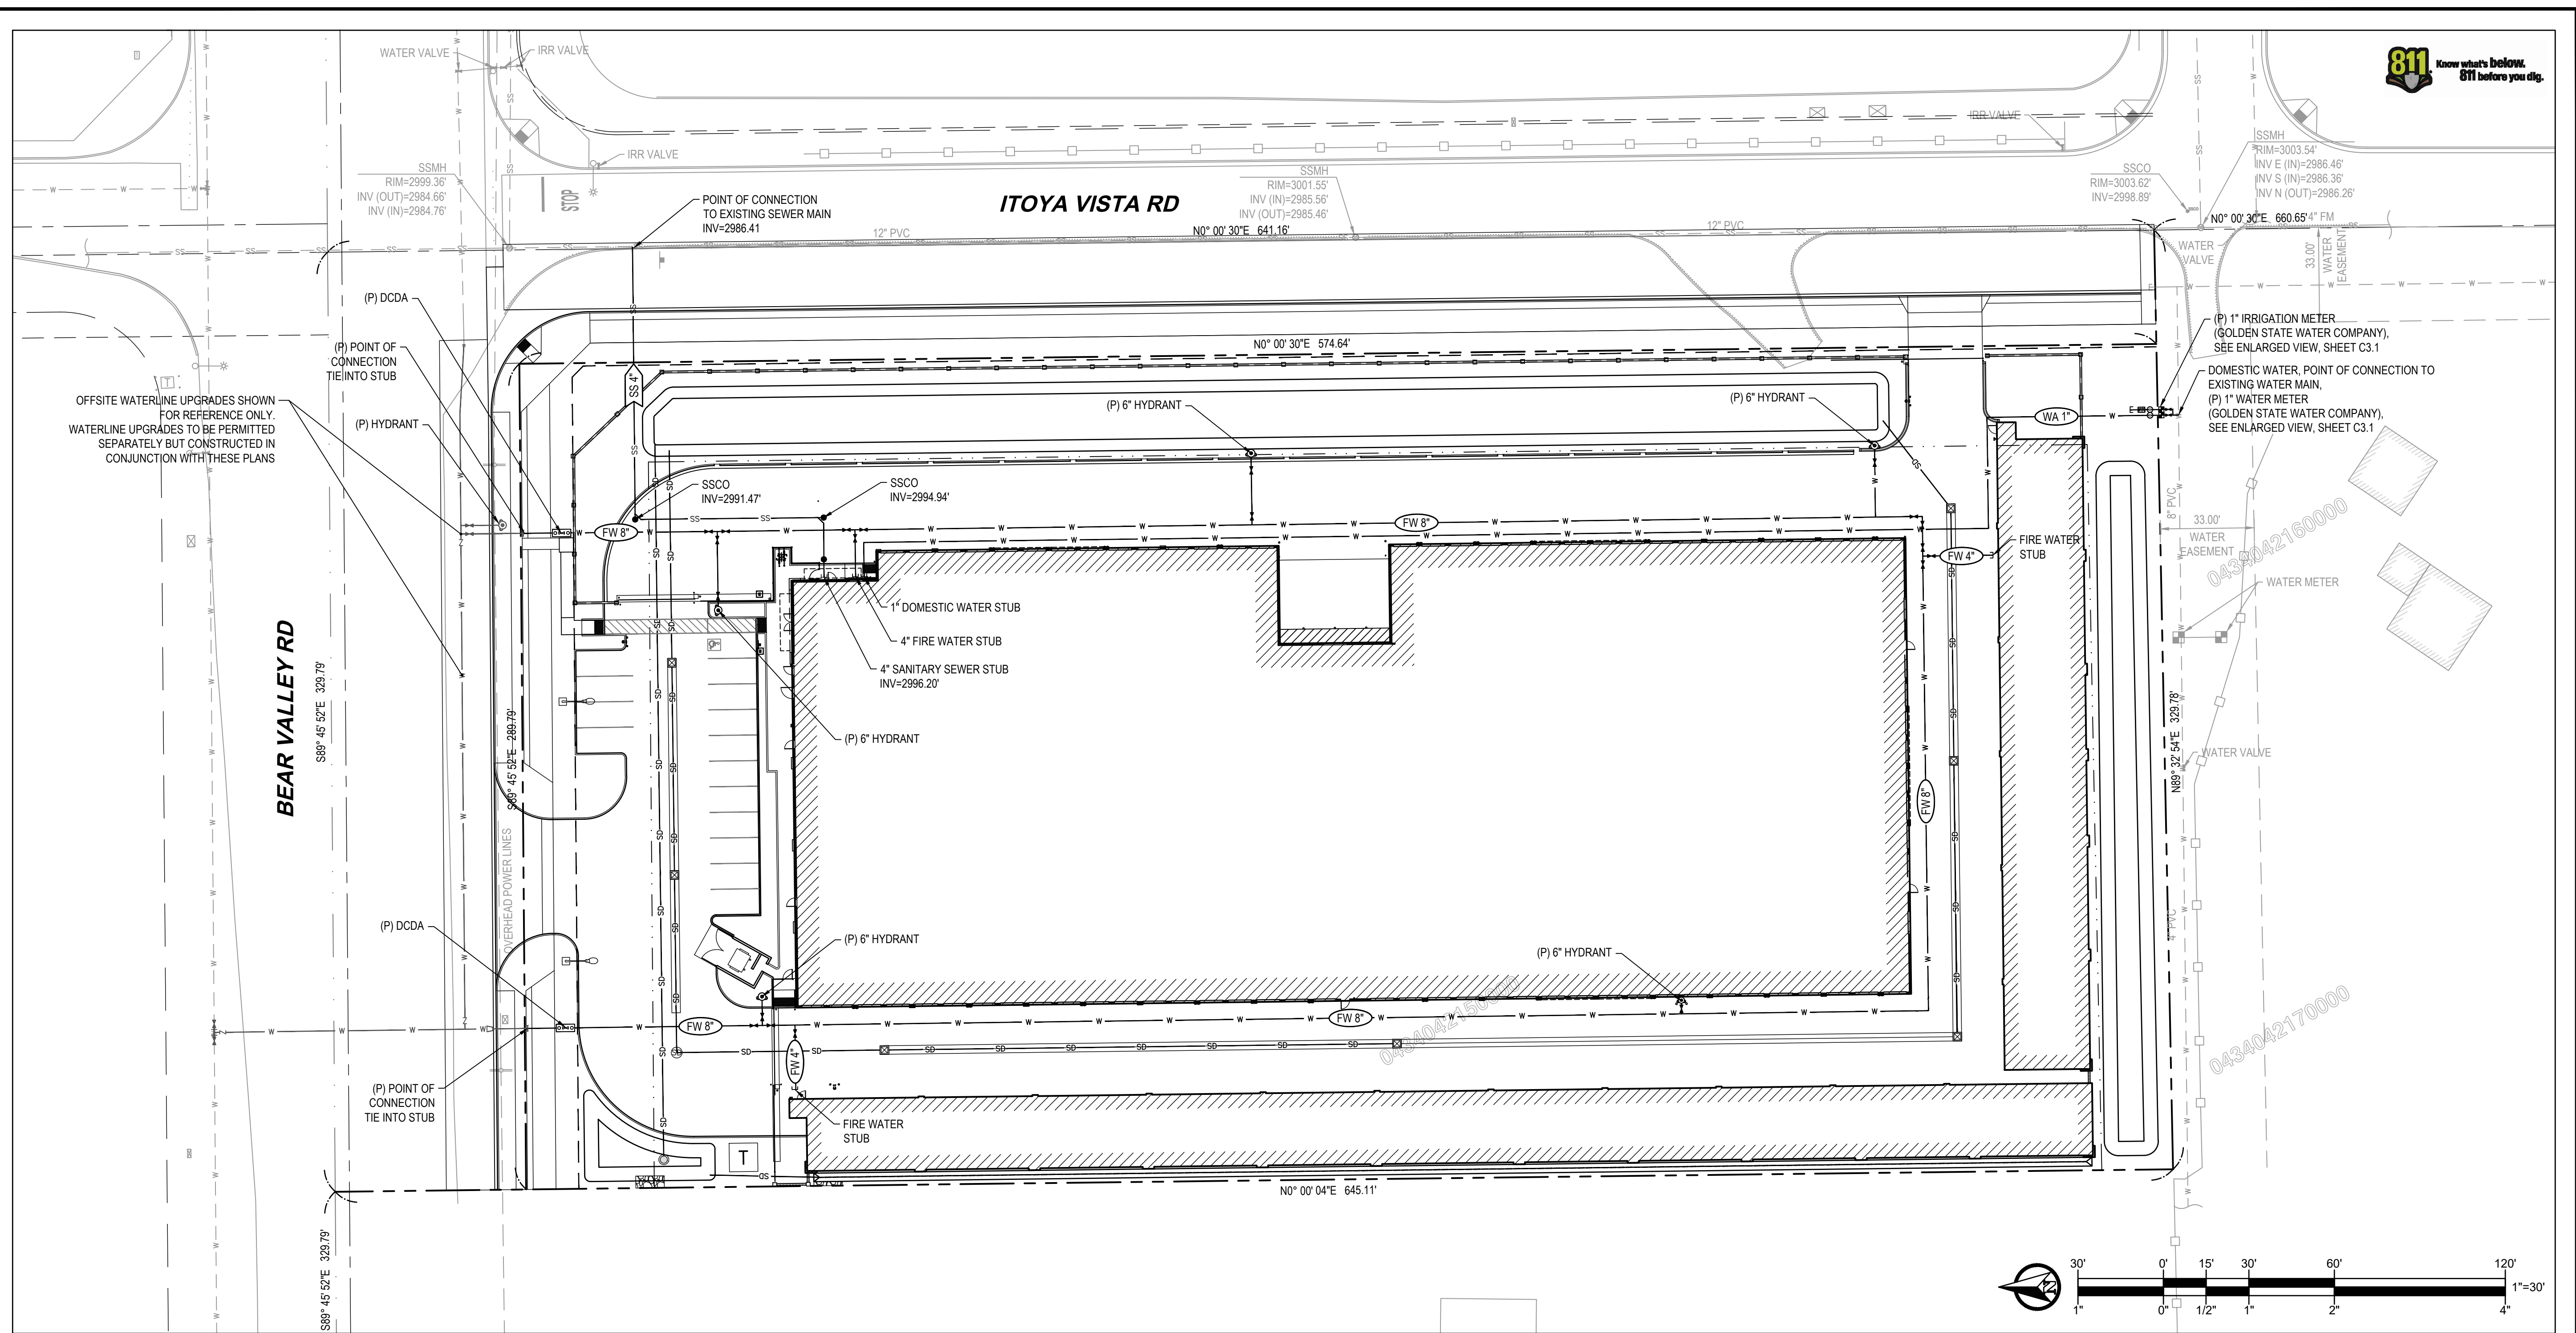 811
Know what's below.
811 before you dig.
WATER VALVE
IRR VALVE
IRR VALVE
IRR VALVE
STOP
SSMH
RIM=2999.36'
INV (OUT)=2984.66'
INV (IN)=2984.76'
POINT OF CONNECTION
TO EXISTING SEWER MAIN
INV=2986.41
ITOYA VISTA RD
SSMH
RIM=3001.55'
INV (IN)=2985.56'
INV (OUT)=2985.46'
SSCO
RIM=3003.62'
INV=2998.89'
SSMH
RIM=3003.54'
INV E (IN)=2986.46'
INV S (IN)=2986.36'
INV N (OUT)=2986.26'
12" PVC
N0° 00' 30"E 641.16'
12" PVC
N0° 00' 30"E 660.65'
4" FM
WATER
VALVE
33.00'
WATER
EASEMENT
(P) DCDA
(P) POINT OF
CONNECTION
TIE INTO STUB
N0° 00' 30"E 574.64'
(P) 1" IRRIGATION METER
(GOLDEN STATE WATER COMPANY),
SEE ENLARGED VIEW, SHEET C3.1
DOMESTIC WATER, POINT OF CONNECTION TO
EXISTING WATER MAIN,
(P) 1" WATER METER
(GOLDEN STATE WATER COMPANY),
SEE ENLARGED VIEW, SHEET C3.1
OFFSITE WATERLINE UPGRADES SHOWN
FOR REFERENCE ONLY.
WATERLINE UPGRADES TO BE PERMITTED
SEPARATELY BUT CONSTRUCTED IN
CONJUNCTION WITH THESE PLANS
(P) HYDRANT
SS 4"
(P) 6" HYDRANT
(P) 6" HYDRANT
WA 1"
SSCO
INV=2991.47'
SSCO
INV=2994.94'
FW 8"
FW 8"
FW 4"
FIRE WATER
STUB
8" PVC
33.00'
WATER
EASEMENT
0434042160000
WATER METER
1" DOMESTIC WATER STUB
4" FIRE WATER STUB
4" SANITARY SEWER STUB
INV=2996.20'
BEAR VALLEY RD
S89° 45' 52"E 329.79'
S89° 45' 52"E 289.79'
(P) 6" HYDRANT
FW 8"
N89° 32' 54"E 329.78'
WATER VALVE
OVERHEAD POWER LINES
4" PVC
(P) DCDA
(P) 6" HYDRANT
(P) 6" HYDRANT
FW 8"
FW 8"
FW 4"
0434042150000
0434042170000
(P) POINT OF
CONNECTION
TIE INTO STUB
FIRE WATER
STUB
T
N0° 00' 04"E 645.11'
S89° 45' 52"E 329.79'
N
30' 0' 15' 30' 60' 120'
1"=30'
1" 0" 1/2" 1" 2" 4"